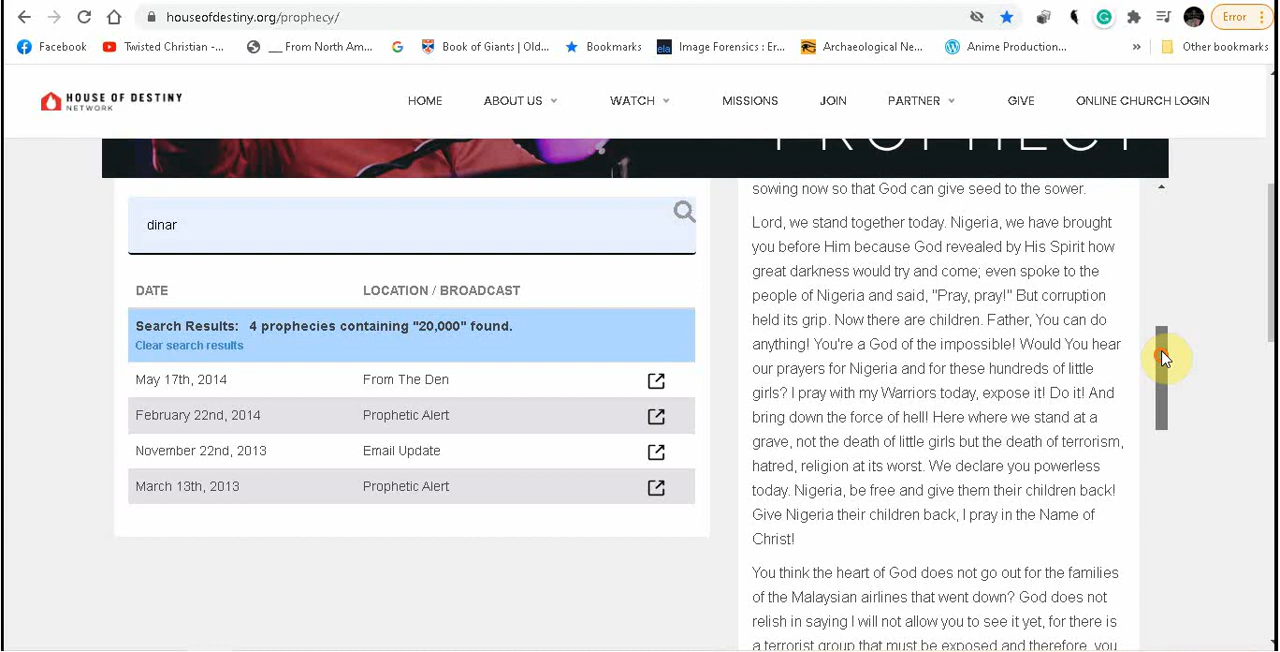 houseofdestiny.org/prophecy/
Error
Facebook
Twisted Christian -...
__ From North Am...
Book of Giants | Old...
Bookmarks
ela
Image Forensics : Er...
Archaeological Ne...
Anime Production...
»
Other bookmarks
HOUSE OF DESTINY
NETWORK
HOME
ABOUT US
WATCH
MISSIONS
JOIN
PARTNER
GIVE
ONLINE CHURCH LOGIN
PROPHECY
dinar
DATE
LOCATION / BROADCAST
Search Results: 4 prophecies containing "20,000" found.
Clear search results
May 17th, 2014 From The Den
February 22nd, 2014 Prophetic Alert
November 22nd, 2013 Email Update
March 13th, 2013 Prophetic Alert
sowing now so that God can give seed to the sower.
Lord, we stand together today. Nigeria, we have brought
you before Him because God revealed by His Spirit how
great darkness would try and come; even spoke to the
people of Nigeria and said, "Pray, pray!" But corruption
held its grip. Now there are children. Father, You can do
anything! You're a God of the impossible! Would You hear
our prayers for Nigeria and for these hundreds of little
girls? I pray with my Warriors today, expose it! Do it! And
bring down the force of hell! Here where we stand at a
grave, not the death of little girls but the death of terrorism,
hatred, religion at its worst. We declare you powerless
today. Nigeria, be free and give them their children back!
Give Nigeria their children back, I pray in the Name of
Christ!
You think the heart of God does not go out for the families
of the Malaysian airlines that went down? God does not
relish in saying I will not allow you to see it yet, for there is
a terrorist group that must be exposed and therefore, you